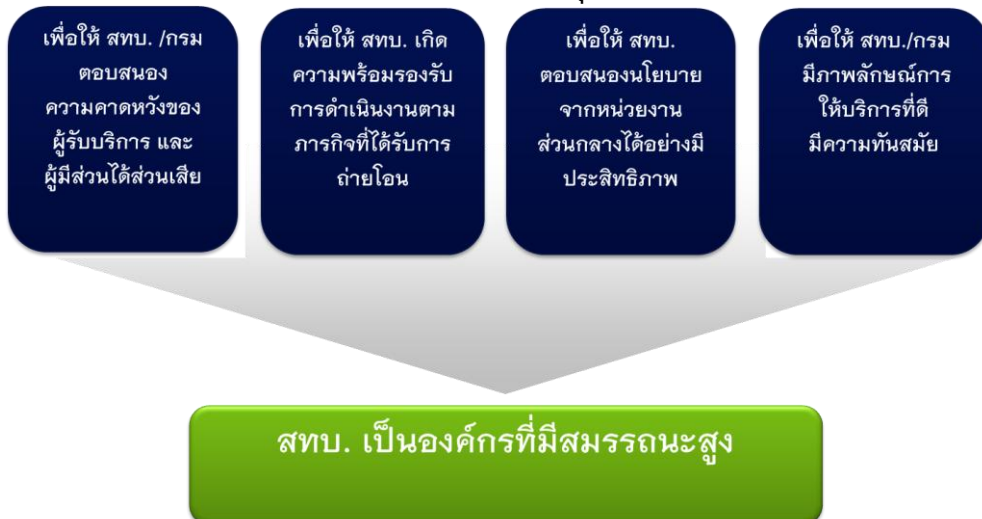 เพื่อให้ สทบ. /กรม
ตอบสนอง
ความคาดหวังของ
ผู้รับบริการ และ
ผู้มีส่วนได้ส่วนเสีย
เพื่อให้ สทบ. เกิด
ความพร้อมรองรับ
การดำเนินงานตาม
ภารกิจที่ได้รับการ
ถ่ายโอน
เพื่อให้ สทบ.
ตอบสนองนโยบาย
จากหน่วยงาน
ส่วนกลางได้อย่างมี
ประสิทธิภาพ
เพื่อให้ สทบ./กรม
มีภาพลักษณ์การ
ให้บริการที่ดี
มีความทันสมัย
สทบ. เป็นองค์กรที่มีสมรรถนะสูง